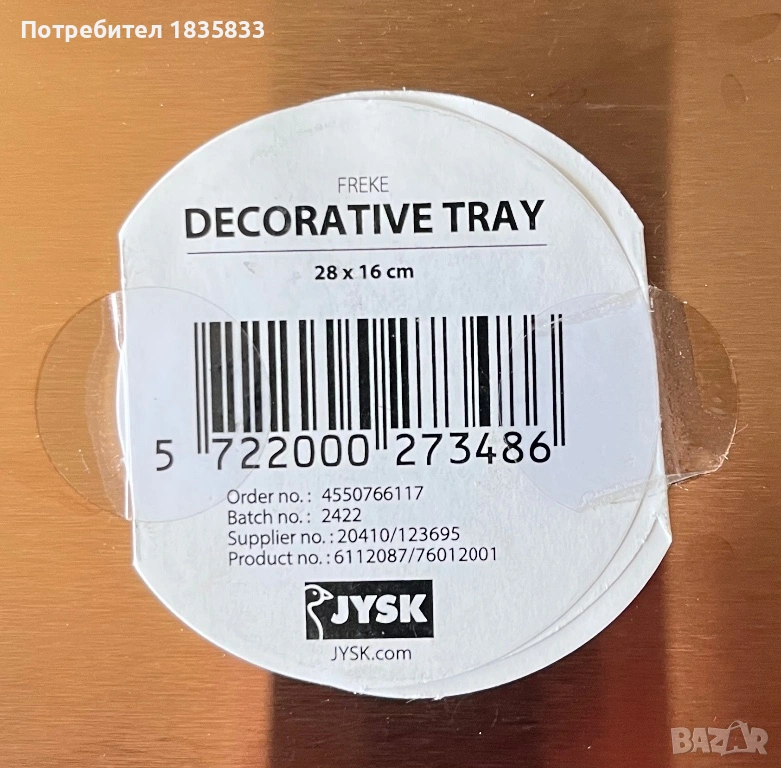 Потребител 1835833
FREKE
DECORATIVE TRAY
28 x 16 cm
5 722000 273486
Order no.: 4550766117
Batch no.: 2422
Supplier no.: 20410/123695
Product no.: 6112087/76012001
JYSK
JYSK.com
BAZAR